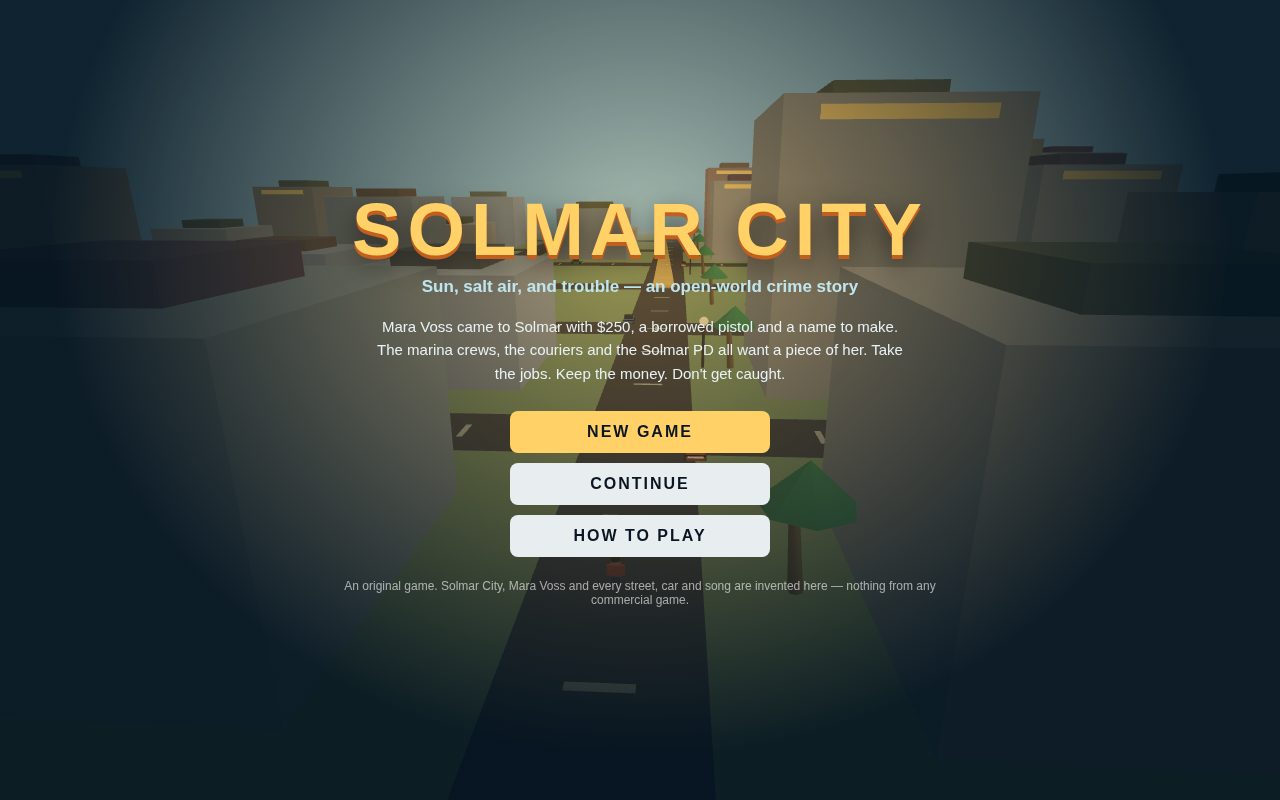 SOLMAR CITY
Sun, salt air, and trouble — an open-world crime story
Mara Voss came to Solmar with $250, a borrowed pistol and a name to make.
The marina crews, the couriers and the Solmar PD all want a piece of her. Take
the jobs. Keep the money. Don't get caught.
NEW GAME
CONTINUE
HOW TO PLAY
An original game. Solmar City, Mara Voss and every street, car and song are invented here — nothing from any
commercial game.